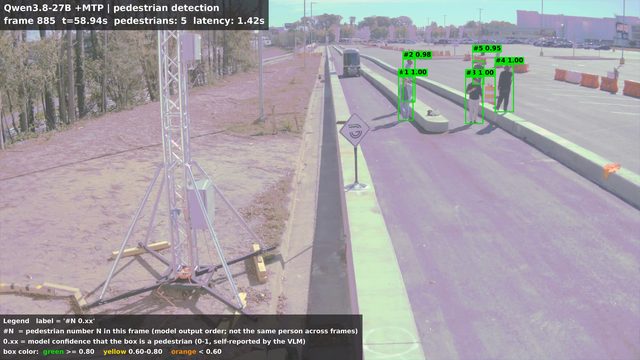 Qwen3.8-27B +MTP | pedestrian detection
frame 885  t=58.94s  pedestrians: 5  latency: 1.42s
#2 0.98
#5 0.95
#4 1.00
#1 1.00
#3 1.00
Legend   label = '#N 0.xx'
#N  = pedestrian number N in this frame (model output order; not the same person across frames)
0.xx = model confidence that the box is a pedestrian (0-1, self-reported by the VLM)
box color:  green >= 0.80    yellow 0.60-0.80    orange < 0.60